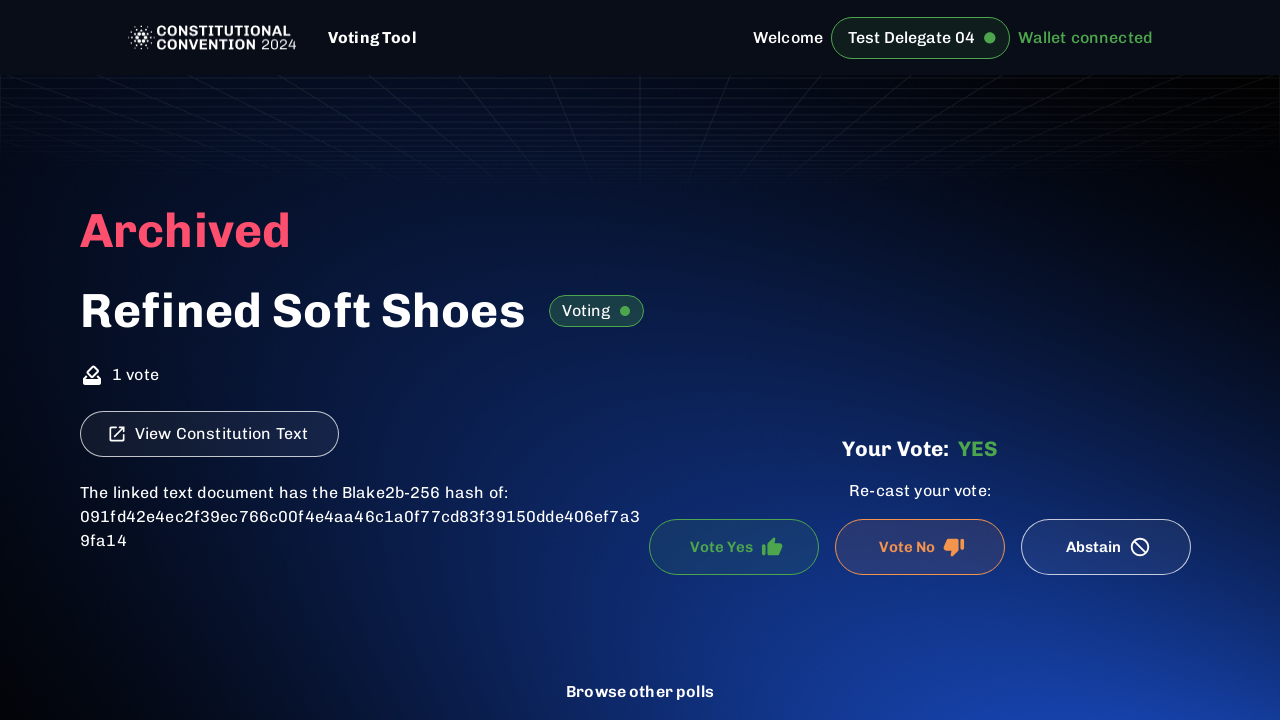 CONSTITUTIONAL
CONVENTION 2024
Voting Tool
Welcome
Test Delegate 04
Wallet connected
Archived
Refined Soft Shoes
Voting
1 vote
View Constitution Text
The linked text document has the Blake2b-256 hash of:
091fd42e4ec2f39ec766c00f4e4aa46c1a0f77cd83f39150dde406ef7a3
9fa14
Your Vote: YES
Re-cast your vote:
Vote Yes
Vote No
Abstain
Browse other polls